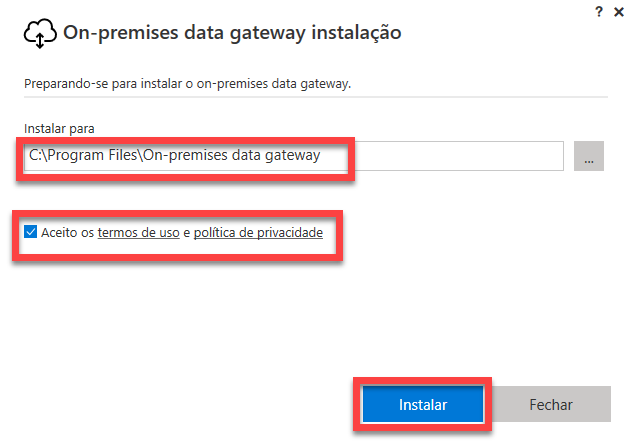 ? ×
On-premises data gateway instalação
Preparando-se para instalar o on-premises data gateway.
Instalar para
C:\Program Files\On-premises data gateway
...
Aceito os termos de uso e política de privacidade
Instalar
Fechar